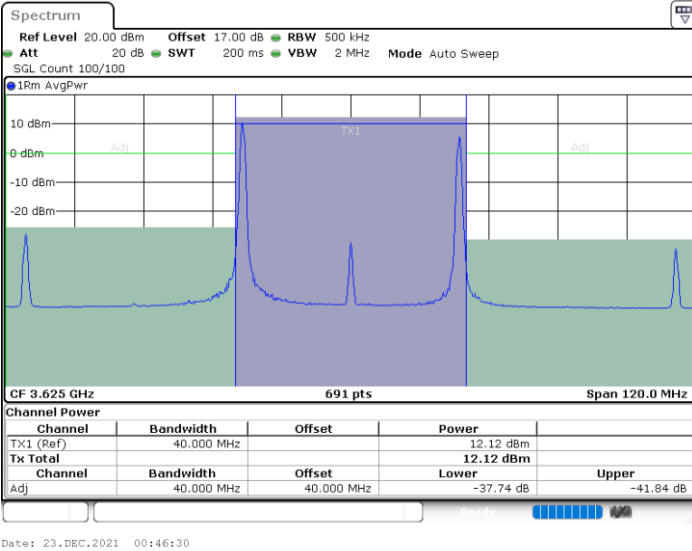 Spectrum
Ref Level 20.00 dBm Offset 17.00 dB RBW 500 kHz
Att 20 dB SWT 200 ms VBW 2 MHz Mode Auto Sweep
SGL Count 100/100
1Rm AvgPwr
10 dBm
TX1
Adj
Adj
0 dBm
-10 dBm
-20 dBm
CF 3.625 GHz 691 pts Span 120.0 MHz
Channel Power
Channel Bandwidth Offset Power
TX1 (Ref) 40.000 MHz 12.12 dBm
Tx Total 12.12 dBm
Channel Bandwidth Offset Lower Upper
Adj 40.000 MHz 40.000 MHz -37.74 dB -41.84 dB
Ready
Date: 23.DEC.2021 00:46:30